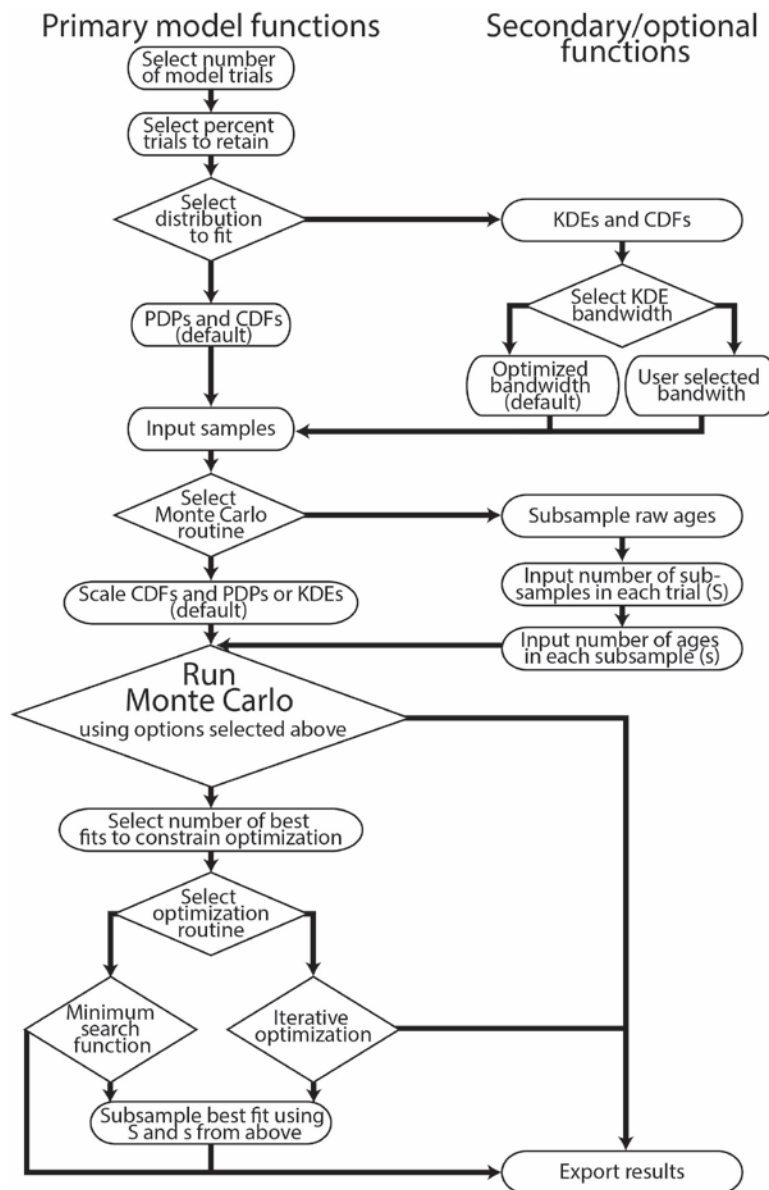 Primary model functions
Secondary/optional
functions
Select number
of model trials
Select percent
trials to retain
Select
distribution
to fit
KDEs and CDFs
Select KDE
bandwidth
PDPs and CDFs
(default)
Optimized
bandwidth
(default)
User selected
bandwith
Input samples
Select
Monte Carlo
routine
Subsample raw ages
Input number of sub-
samples in each trial (S)
Scale CDFs and PDPs or KDEs
(default)
Input number of ages
in each subsample (s)
Run
Monte Carlo
using options selected above
Select number of best
fits to constrain optimization
Select
optimization
routine
Minimum
search
function
Iterative
optimization
Subsample best fit using
S and s from above
Export results